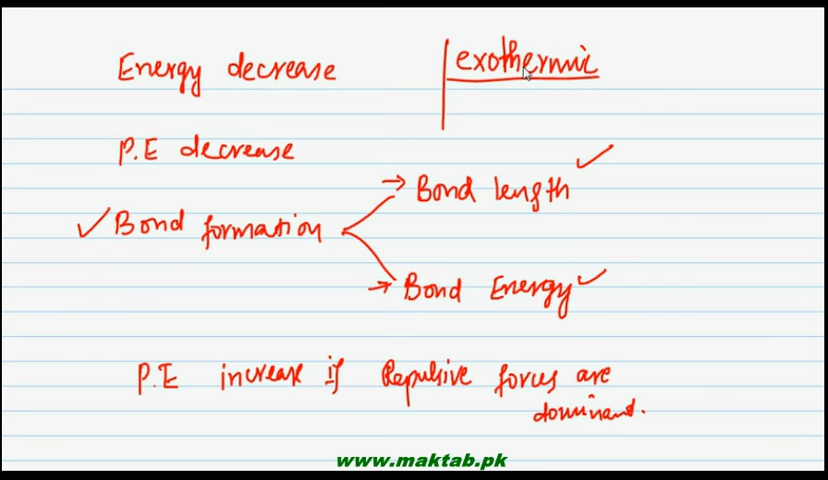 Energy decrease
exothermic
P.E decrease
→ Bond length ✓
✓ Bond formation
→ Bond Energy ✓
P.E increase if Repulsive forces are
dominant.
www.maktab.pk